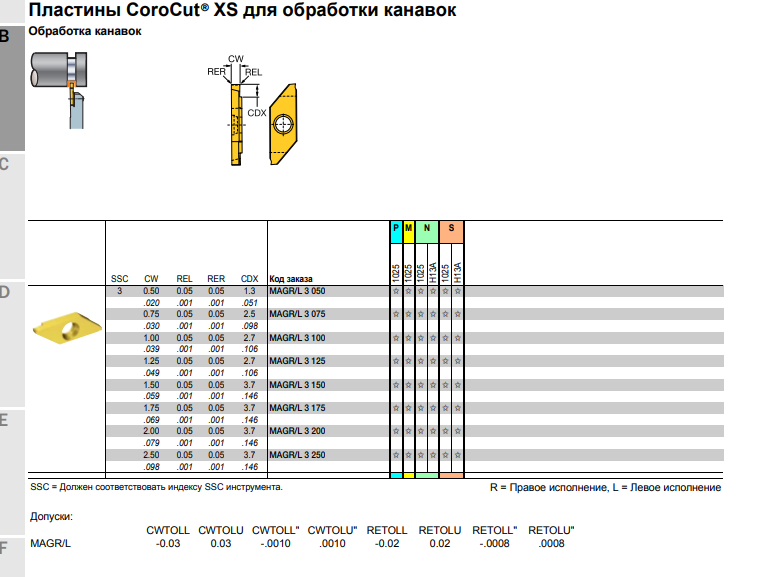 Пластины CoroCut® XS для обработки канавок
B
Обработка канавок
CW
RER REL
CDX
C
P M N S
SSC CW REL RER CDX Код заказа 1025 1025 1025 H13A 1025 H13A
3 0.50 0.05 0.05 1.3 MAGR/L 3 050 ☆ ☆ ☆ ☆ ☆ ☆
.020 .001 .001 .051
D
0.75 0.05 0.05 2.5 MAGR/L 3 075 ☆ ☆ ☆ ☆ ☆ ☆
.030 .001 .001 .098
1.00 0.05 0.05 2.7 MAGR/L 3 100 ☆ ☆ ☆ ☆ ☆ ☆
.039 .001 .001 .106
1.25 0.05 0.05 2.7 MAGR/L 3 125 ☆ ☆ ☆ ☆ ☆ ☆
.049 .001 .001 .106
1.50 0.05 0.05 3.7 MAGR/L 3 150 ☆ ☆ ☆ ☆ ☆ ☆
.059 .001 .001 .146
1.75 0.05 0.05 3.7 MAGR/L 3 175 ☆ ☆ ☆ ☆ ☆ ☆
.069 .001 .001 .146
E
2.00 0.05 0.05 3.7 MAGR/L 3 200 ☆ ☆ ☆ ☆ ☆ ☆
.079 .001 .001 .146
2.50 0.05 0.05 3.7 MAGR/L 3 250 ☆ ☆ ☆ ☆ ☆ ☆
.098 .001 .001 .146
SSC = Должен соответствовать индексу SSC инструмента.
R = Правое исполнение, L = Левое исполнение
Допуски:
CWTOLL CWTOLU CWTOLL" CWTOLU" RETOLL RETOLU RETOLL" RETOLU"
F
MAGR/L -0.03 0.03 -.0010 .0010 -0.02 0.02 -.0008 .0008